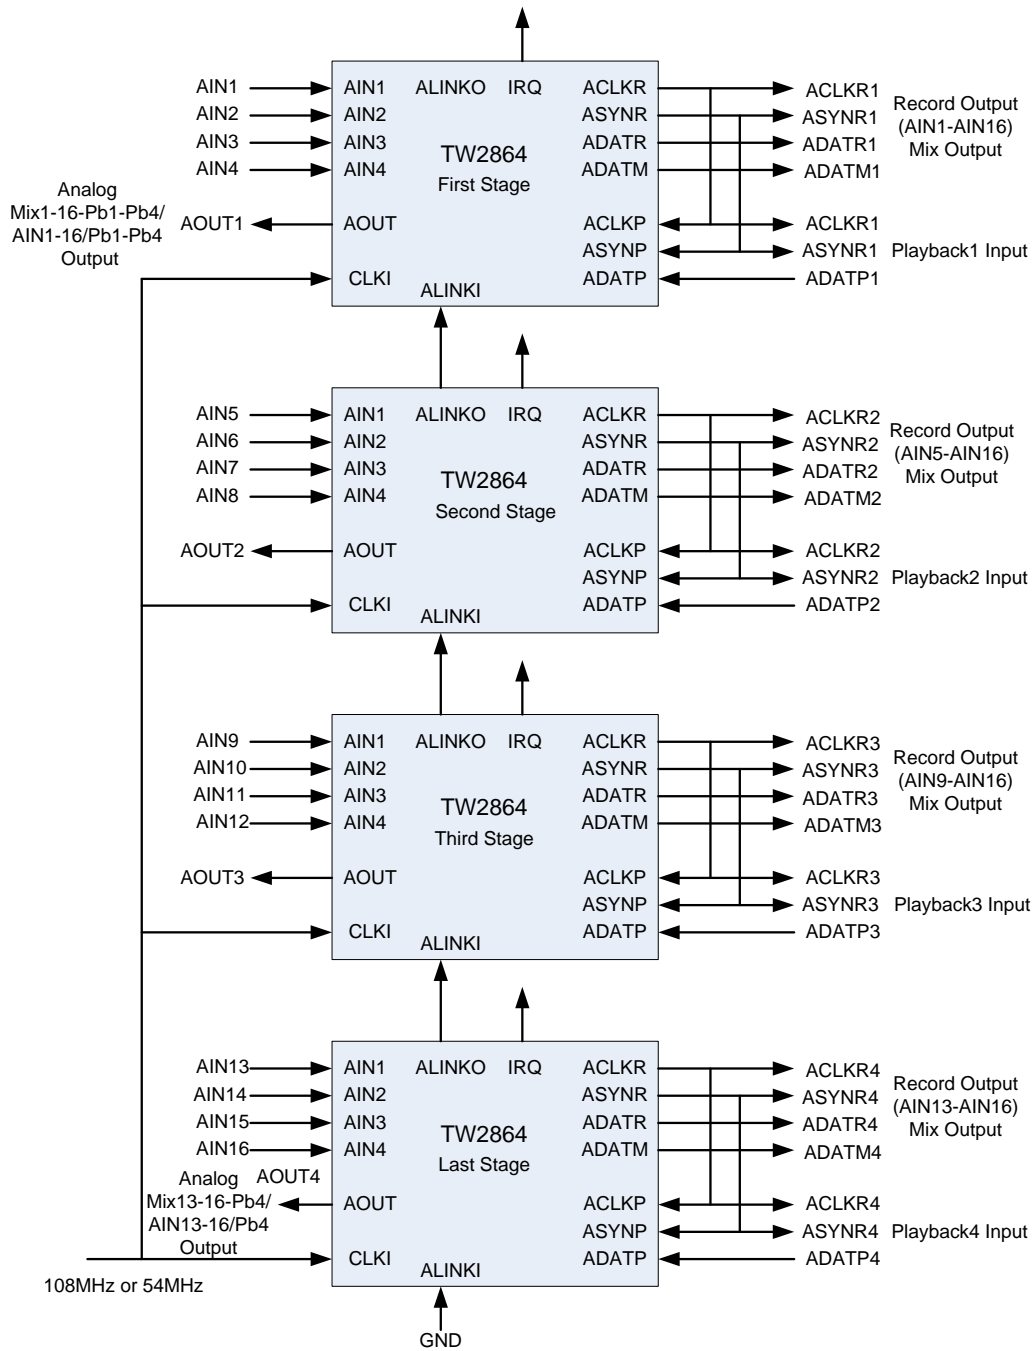 AIN1 AIN1 ALINKO IRQ ACLKR ACLKR1
AIN2 AIN2 ASYNR ASYNR1
AIN3 AIN3 ADATR ADATR1
AIN4 AIN4 ADATM ADATM1
Record Output
(AIN1-AIN16)
Mix Output
TW2864
First Stage
Analog
Mix1-16-Pb1-Pb4/
AIN1-16/Pb1-Pb4
Output
AOUT1 AOUT ACLKP ACLKR1
ASYNP ASYNR1 Playback1 Input
CLKI ADATP ADATP1
ALINKI
AIN5 AIN1 ALINKO IRQ ACLKR ACLKR2
AIN6 AIN2 ASYNR ASYNR2
AIN7 AIN3 ADATR ADATR2
AIN8 AIN4 ADATM ADATM2
Record Output
(AIN5-AIN16)
Mix Output
TW2864
Second Stage
AOUT2 AOUT ACLKP ACLKR2
ASYNP ASYNR2 Playback2 Input
CLKI ADATP ADATP2
ALINKI
AIN9 AIN1 ALINKO IRQ ACLKR ACLKR3
AIN10 AIN2 ASYNR ASYNR3
AIN11 AIN3 ADATR ADATR3
AIN12 AIN4 ADATM ADATM3
Record Output
(AIN9-AIN16)
Mix Output
TW2864
Third Stage
AOUT3 AOUT ACLKP ACLKR3
ASYNP ASYNR3 Playback3 Input
CLKI ADATP ADATP3
ALINKI
AIN13 AIN1 ALINKO IRQ ACLKR ACLKR4
AIN14 AIN2 ASYNR ASYNR4
AIN15 AIN3 ADATR ADATR4
AIN16 AIN4 ADATM ADATM4
Record Output
(AIN13-AIN16)
Mix Output
TW2864
Last Stage
Analog
Mix13-16-Pb4/
AIN13-16/Pb4
Output
AOUT4 AOUT ACLKP ACLKR4
ASYNP ASYNR4 Playback4 Input
CLKI ADATP ADATP4
ALINKI
108MHz or 54MHz
GND